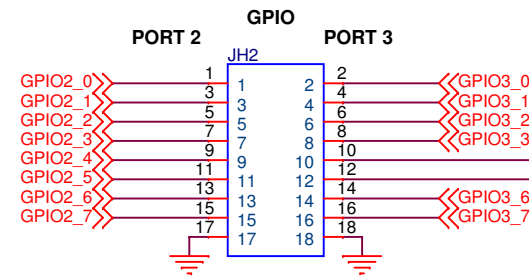 GPIO
PORT 2 PORT 3
JH2
GPIO2_0 1 1 2 2 GPIO3_0
GPIO2_1 3 3 4 4 GPIO3_1
GPIO2_2 5 5 6 6 GPIO3_2
GPIO2_3 7 7 8 8 GPIO3_3
GPIO2_4 9 9 10 10
GPIO2_5 11 11 12 12
GPIO2_6 13 13 14 14 GPIO3_6
GPIO2_7 15 15 16 16 GPIO3_7
17 17 18 18